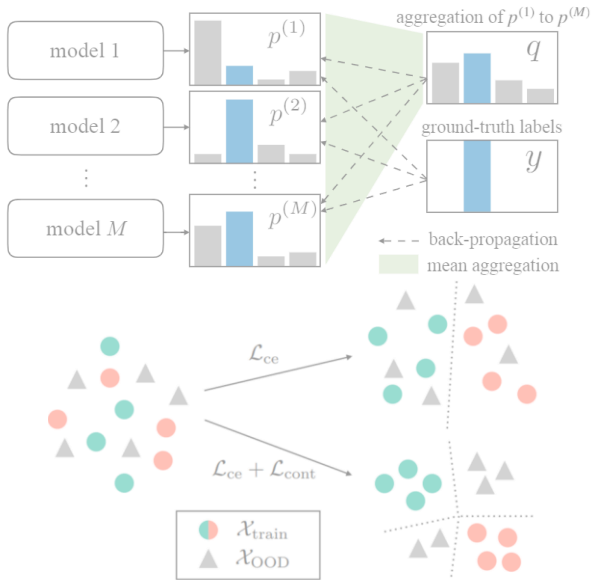 aggregation of p^(1) to p^(M)
model 1
p^(1)
q
model 2
p^(2)
ground-truth labels
y
⋮
⋮
model M
p^(M)
back-propagation
mean aggregation
ℒ_ce
ℒ_ce + ℒ_cont
𝒳_train
𝒳_OOD